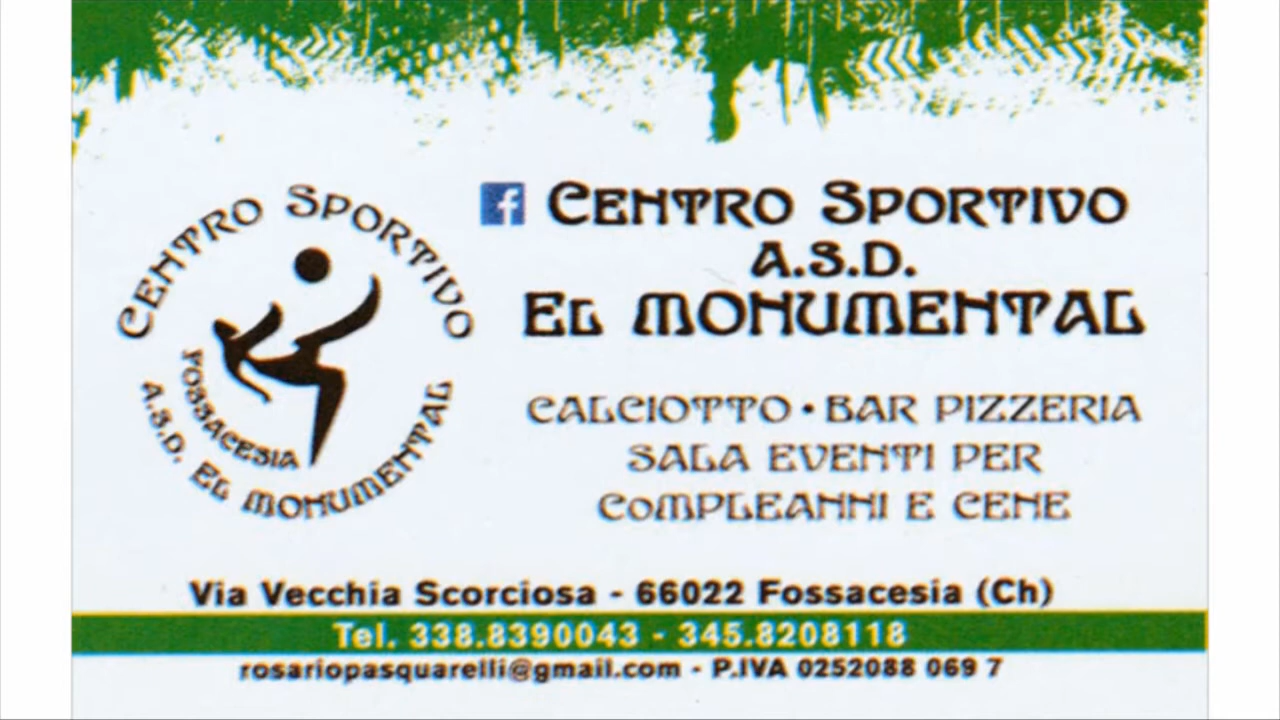 CENTRO SPORTIVO
FOSSACESIA
A.S.D. EL MONUMENTAL
f CENTRO SPORTIVO
A.S.D.
EL MONUMENTAL
CALCIOTTO • BAR PIZZERIA
SALA EVENTI PER
COMPLEANNI E CENE
Via Vecchia Scorciosa - 66022 Fossacesia (Ch)
Tel. 338.8390043 - 345.8208118
rosariopasquarelli@gmail.com - P.IVA 0252088 069 7